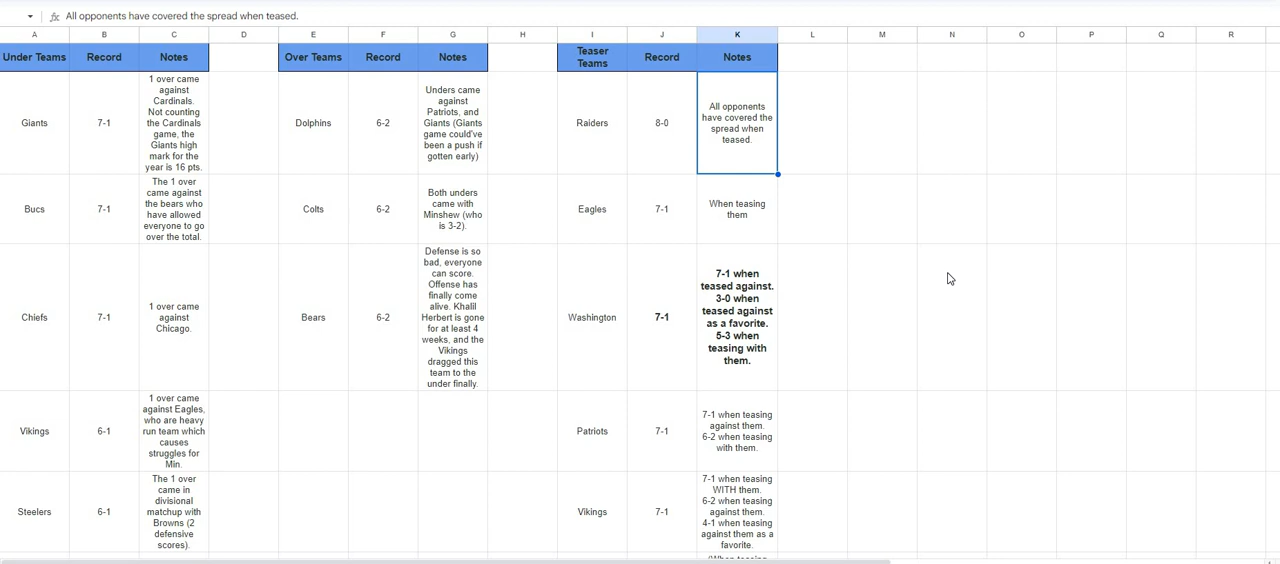 fx All opponents have covered the spread when teased.
A B C D E F G H I J K L M N O P Q R
Under Teams Record Notes Over Teams Record Notes Teaser
Teams Record Notes
Giants
7-1
1 over came
against
Cardinals.
Not counting
the Cardinals
game, the
Giants high
mark for the
year is 16 pts.
Dolphins
6-2
Unders came
against
Patriots, and
Giants (Giants
game could've
been a push if
gotten early)
Raiders
8-0
All opponents
have covered the
spread when
teased.
Bucs
7-1
The 1 over
came against
the bears who
have allowed
everyone to go
over the total.
Colts
6-2
Both unders
came with
Minshew (who
is 3-2).
Eagles
7-1
When teasing
them
Chiefs
7-1
1 over came
against
Chicago.
Bears
6-2
Defense is so
bad, everyone
can score.
Offense has
finally come
alive. Khalil
Herbert is gone
for at least 4
weeks, and the
Vikings
dragged this
team to the
under finally.
Washington
7-1
7-1 when
teased against.
3-0 when
teased against
as a favorite.
5-3 when
teasing with
them.
Vikings
6-1
1 over came
against Eagles,
who are heavy
run team which
causes
struggles for
Min.
Patriots
7-1
7-1 when teasing
against them.
6-2 when teasing
with them.
Steelers
6-1
The 1 over
came in
divisional
matchup with
Browns (2
defensive
scores).
Vikings
7-1
7-1 when teasing
WITH them.
6-2 when teasing
against them.
4-1 when teasing
against them as a
favorite.
(When teasing